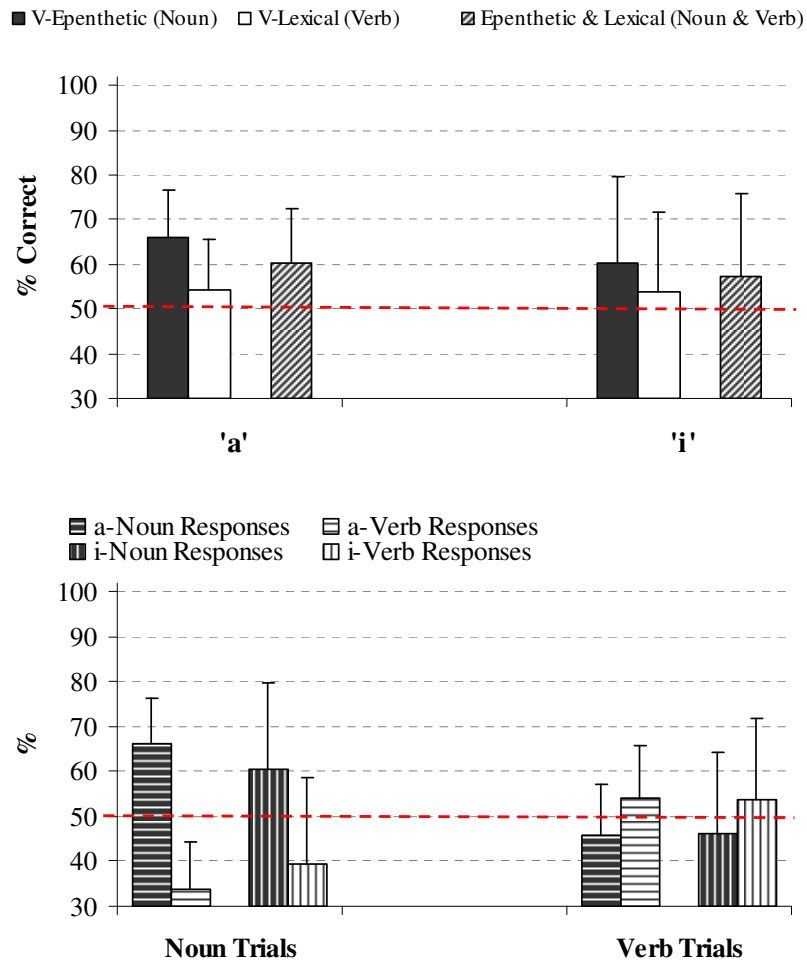 V-Epenthetic (Noun) V-Lexical (Verb) Epenthetic & Lexical (Noun & Verb)
100
90
80
70
60
50
40
30
% Correct
'a' 'i'
a-Noun Responses a-Verb Responses
i-Noun Responses i-Verb Responses
100
90
80
70
60
50
40
30
%
Noun Trials Verb Trials